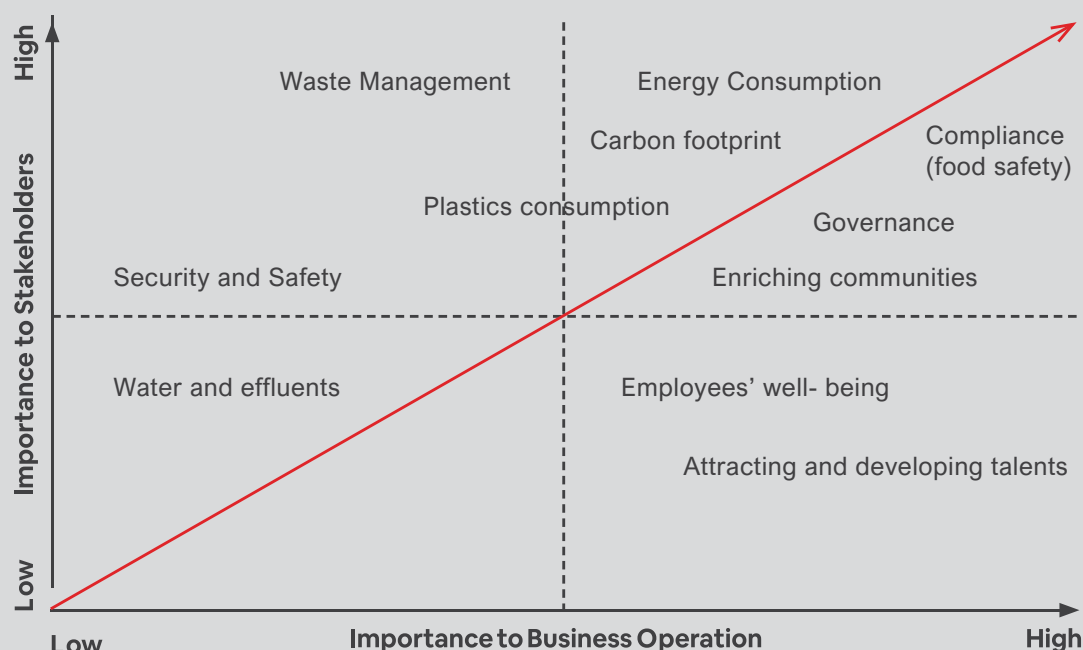 High
Waste Management
Energy Consumption
Carbon footprint
Compliance
(food safety)
Plastics consumption
Governance
Importance to Stakeholders
Security and Safety
Enriching communities
Water and effluents
Employees’ well- being
Attracting and developing talents
Low
Low
Importance to Business Operation
High